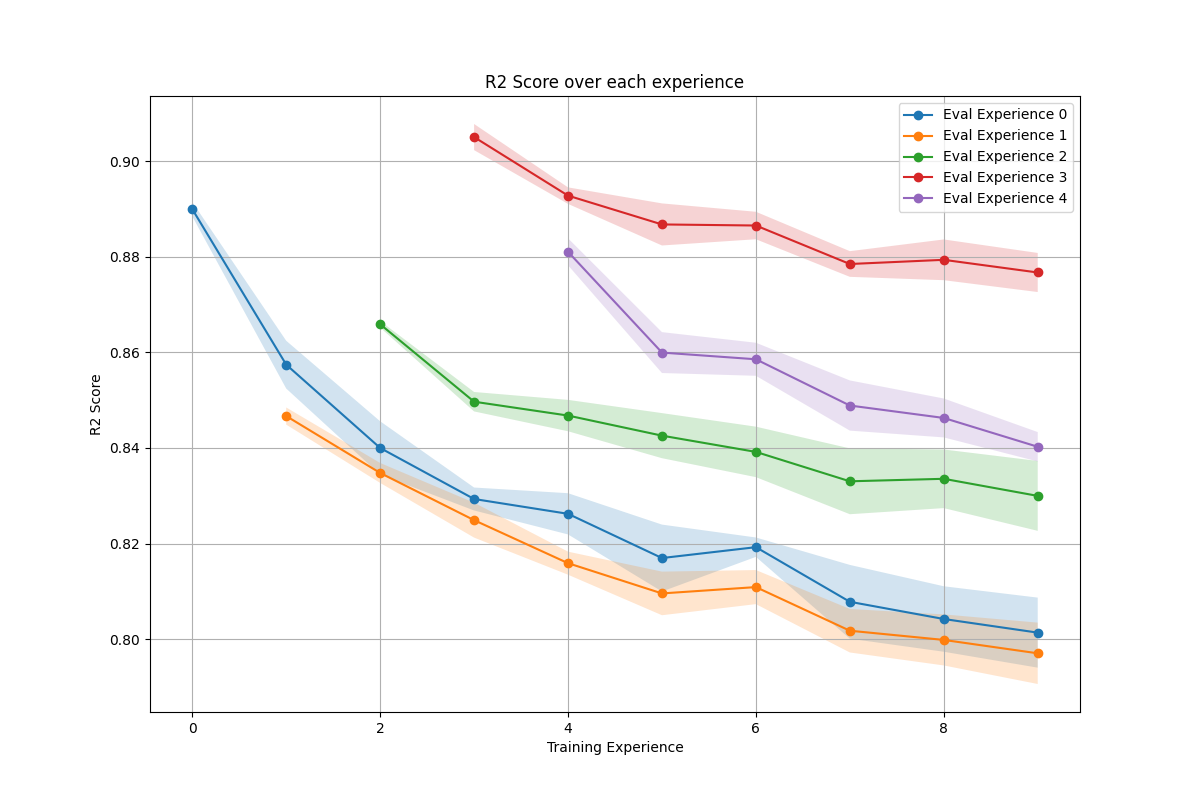 R2 Score over each experience
Eval Experience 0
Eval Experience 1
Eval Experience 2
Eval Experience 3
Eval Experience 4
R2 Score
0.90
0.88
0.86
0.84
0.82
0.80
0 2 4 6 8
Training Experience